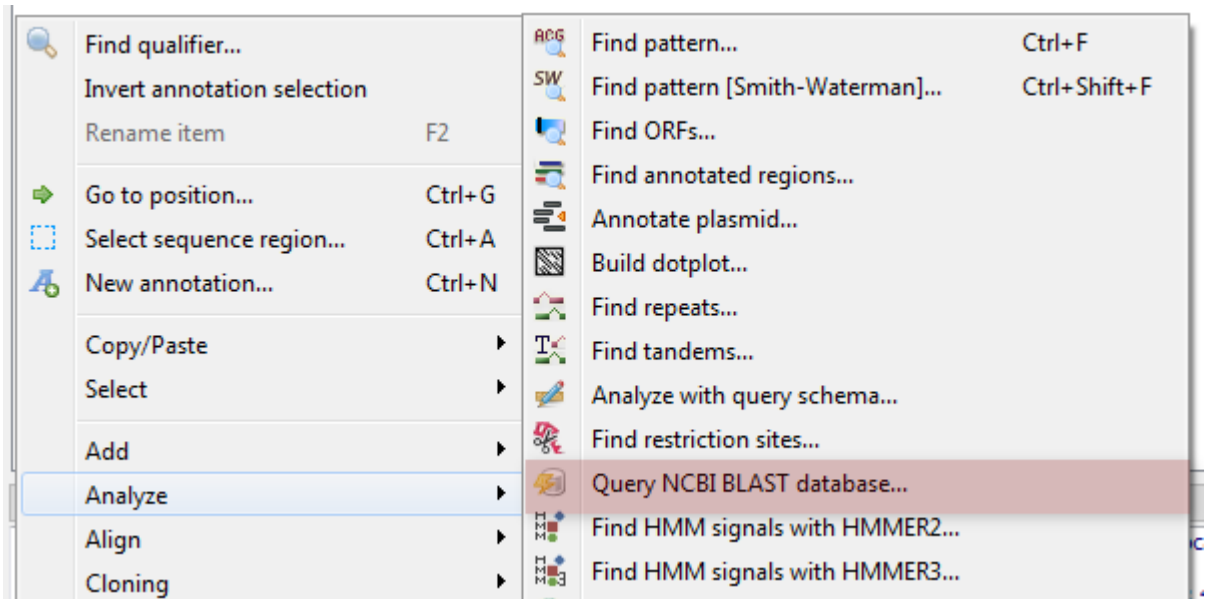 Find qualifier...
Invert annotation selection
Rename item F2
Go to position... Ctrl+G
Select sequence region... Ctrl+A
New annotation... Ctrl+N
Copy/Paste
Select
Add
Analyze
Align
Cloning
ACG Find pattern... Ctrl+F
SW Find pattern [Smith-Waterman]... Ctrl+Shift+F
Find ORFs...
Find annotated regions...
Annotate plasmid...
Build dotplot...
Find repeats...
T Find tandems...
Analyze with query schema...
Find restriction sites...
Query NCBI BLAST database...
Find HMM signals with HMMER2...
Find HMM signals with HMMER3...